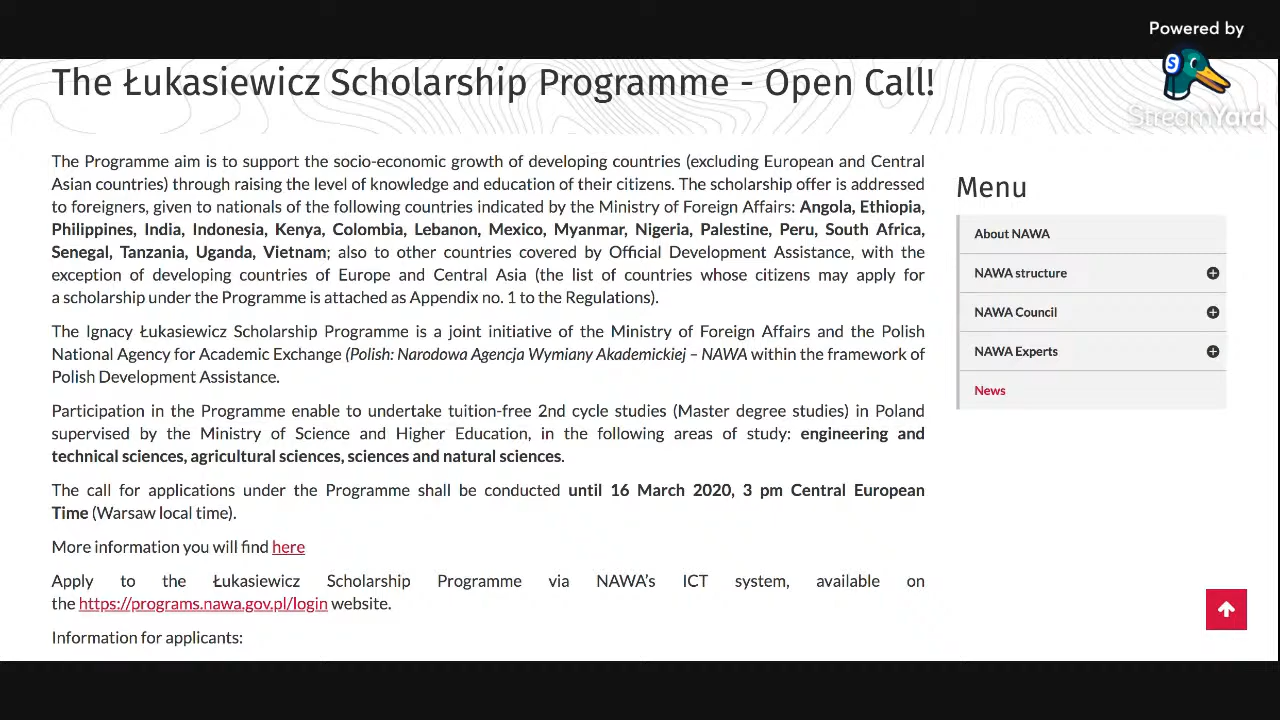 Powered by
StreamYard
The Łukasiewicz Scholarship Programme - Open Call!
The Programme aim is to support the socio-economic growth of developing countries (excluding European and Central
Asian countries) through raising the level of knowledge and education of their citizens. The scholarship offer is addressed
to foreigners, given to nationals of the following countries indicated by the Ministry of Foreign Affairs: Angola, Ethiopia,
Philippines, India, Indonesia, Kenya, Colombia, Lebanon, Mexico, Myanmar, Nigeria, Palestine, Peru, South Africa,
Senegal, Tanzania, Uganda, Vietnam; also to other countries covered by Official Development Assistance, with the
exception of developing countries of Europe and Central Asia (the list of countries whose citizens may apply for
a scholarship under the Programme is attached as Appendix no. 1 to the Regulations).
The Ignacy Łukasiewicz Scholarship Programme is a joint initiative of the Ministry of Foreign Affairs and the Polish
National Agency for Academic Exchange (Polish: Narodowa Agencja Wymiany Akademickiej – NAWA within the framework of
Polish Development Assistance.
Participation in the Programme enable to undertake tuition-free 2nd cycle studies (Master degree studies) in Poland
supervised by the Ministry of Science and Higher Education, in the following areas of study: engineering and
technical sciences, agricultural sciences, sciences and natural sciences.
The call for applications under the Programme shall be conducted until 16 March 2020, 3 pm Central European
Time (Warsaw local time).
More information you will find here
Apply to the Łukasiewicz Scholarship Programme via NAWA's ICT system, available on
the https://programs.nawa.gov.pl/login website.
Information for applicants:
Menu
About NAWA
NAWA structure
NAWA Council
NAWA Experts
News